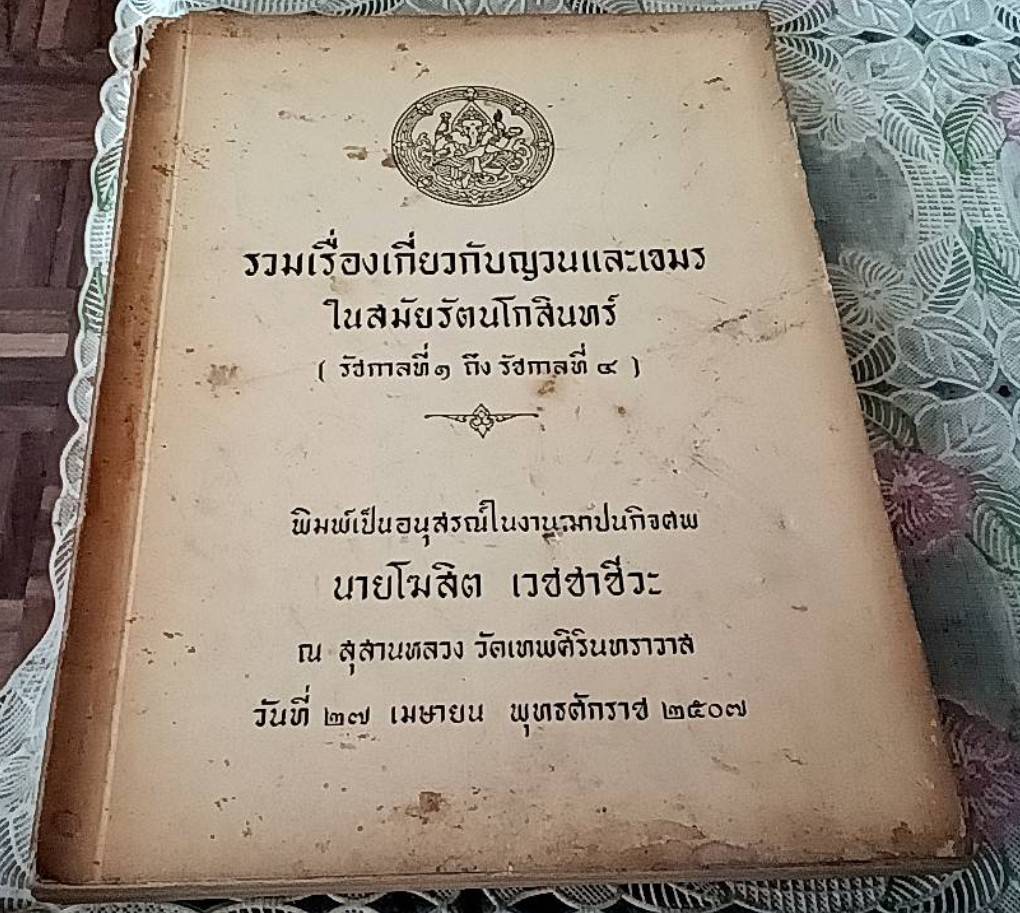 รวมเรื่องเกี่ยวกับญวนและเขมร
ในสมัยรัตนโกสินทร์
( รัชกาลที่ ๑ ถึง รัชกาลที่ ๔ )
พิมพ์เป็นอนุสรณ์ในงานฌาปนกิจศพ
นายโฆสิต เวชชาชีวะ
ณ สุสานหลวง วัดเทพศิรินทราวาส
วันที่ ๒๗ เมษายน พุทธศักราช ๒๕๐๗